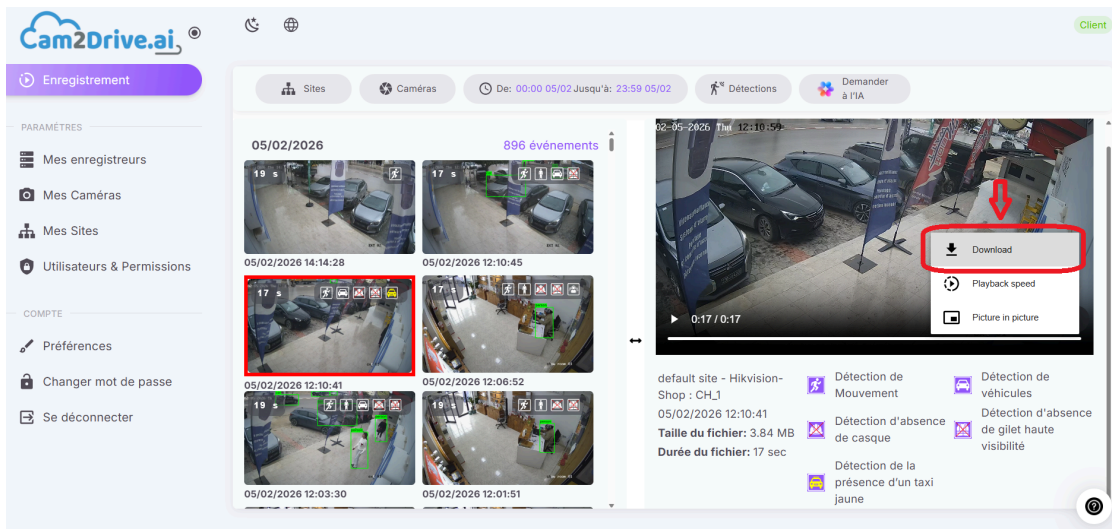 Cam2Drive.ai
Client
Enregistrement
Sites
Caméras
De: 00:00 05/02 Jusqu'à: 23:59 05/02
Détections
Demander
à l'IA
PARAMÉTRES
Mes enregistreurs
Mes Caméras
Mes Sites
Utilisateurs & Permissions
COMPTE
Préférences
Changer mot de passe
Se déconnecter
05/02/2026
896 événements
19 s
17 s
05/02/2026 14:14:28
05/02/2026 12:10:45
17 s
17 s
05/02/2026 12:10:41
05/02/2026 12:06:52
19 s
19 s
05/02/2026 12:03:30
05/02/2026 12:01:51
02-05-2026 Thu 12:10:59
Download
Playback speed
Picture in picture
0:17 / 0:17
default site - Hikvision-
Shop : CH_1
05/02/2026 12:10:41
Taille du fichier: 3.84 MB
Durée du fichier: 17 sec
Détection de
Mouvement
Détection de
véhicules
Détection d'absence
de casque
Détection d'absence
de gilet haute
visibilité
Détection de la
présence d'un taxi
jaune